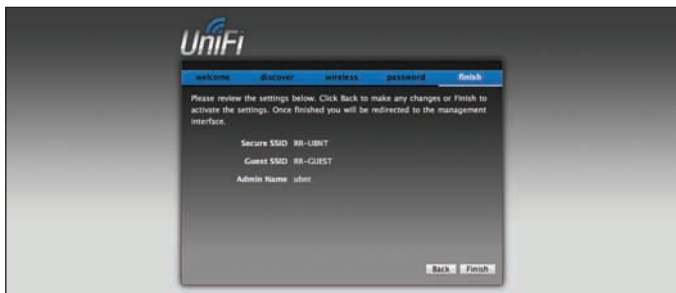 UniFi
welcome discover wireless password finish
Please review the settings below. Click Back to make any changes or Finish to
activate the settings. Once finished you will be redirected to the management
interface.
Secure SSID RR-UBNT
Guest SSID RR-GUEST
Admin Name ubnt
Back Finish